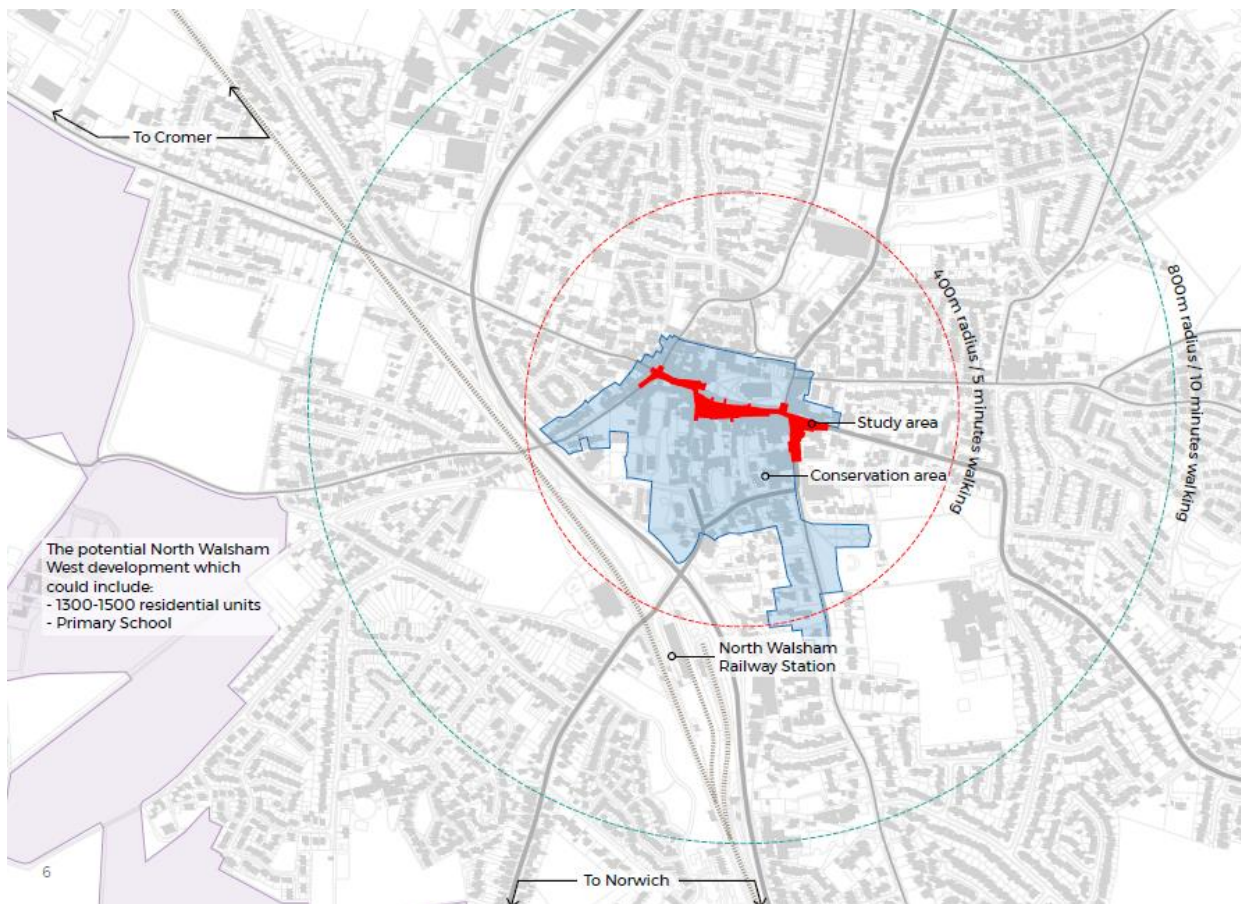 To Cromer
400m radius / 5 minutes walking
800m radius / 10 minutes walking
Study area
Conservation area
The potential North Walsham
West development which
could include:
- 1300-1500 residential units
- Primary School
North Walsham
Railway Station
6
To Norwich